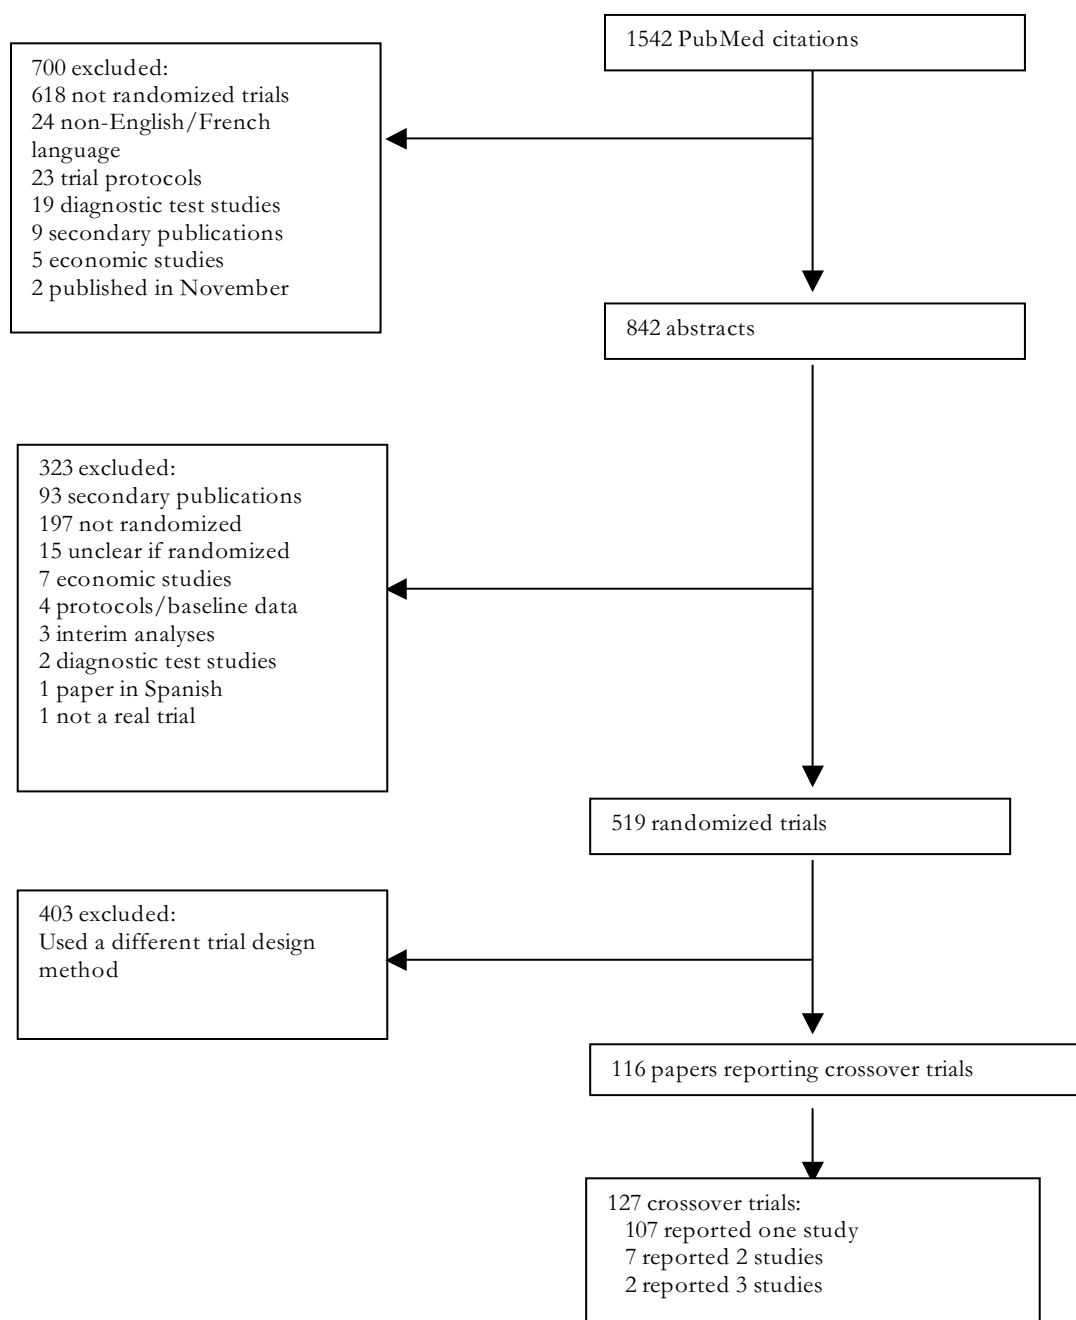 1542 PubMed citations
700 excluded:
618 not randomized trials
24 non-English/French
language
23 trial protocols
19 diagnostic test studies
9 secondary publications
5 economic studies
2 published in November
842 abstracts
323 excluded:
93 secondary publications
197 not randomized
15 unclear if randomized
7 economic studies
4 protocols/baseline data
3 interim analyses
2 diagnostic test studies
1 paper in Spanish
1 not a real trial
519 randomized trials
403 excluded:
Used a different trial design
method
116 papers reporting crossover trials
127 crossover trials:
107 reported one study
7 reported 2 studies
2 reported 3 studies